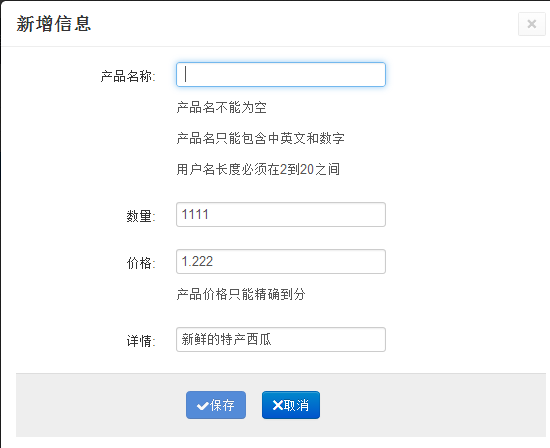 新增信息
产品名称:
产品名不能为空
产品名只能包含中英文和数字
用户名长度必须在2到20之间
数量: 1111
价格: 1.222
产品价格只能精确到分
详情: 新鲜的特产西瓜
保存 取消